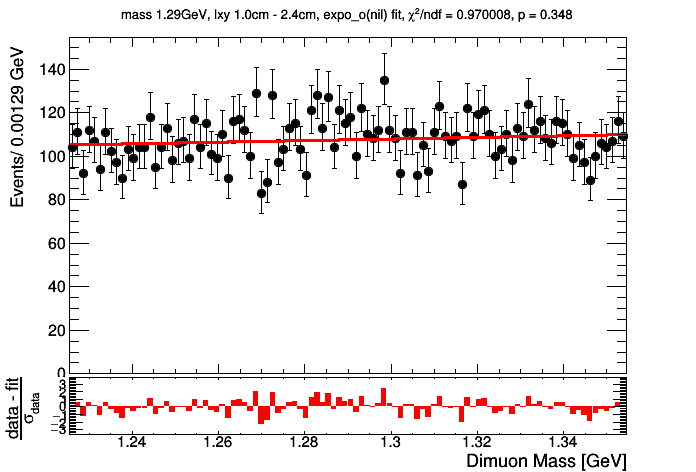 mass 1.29GeV, lxy 1.0cm - 2.4cm, expo_o(nil) fit, χ²/ndf = 0.970008, p = 0.348
Events/ 0.00129 GeV
140
120
100
80
60
40
20
0
data - fit
σdata
3
2
1
0
−1
−2
−3
1.24 1.26 1.28 1.3 1.32 1.34
Dimuon Mass [GeV]